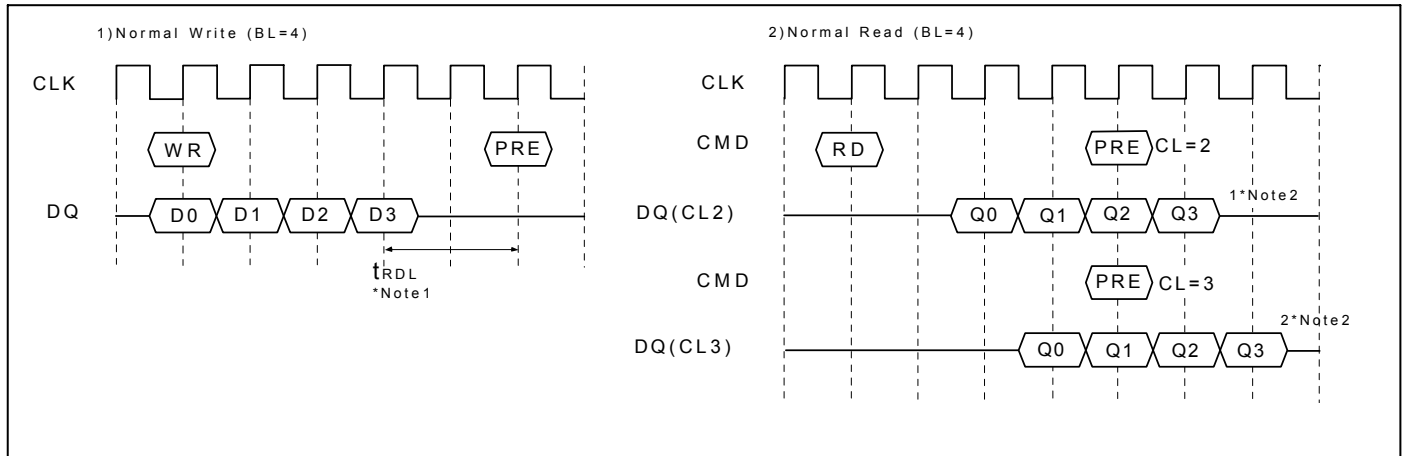 1)Normal Write (BL=4)
CLK
WR PRE
DQ D0 D1 D2 D3
tRDL
*Note1
2)Normal Read (BL=4)
CLK
CMD RD PRE CL=2
DQ(CL2) Q0 Q1 Q2 Q3 1*Note2
CMD PRE CL=3
DQ(CL3) Q0 Q1 Q2 Q3 2*Note2